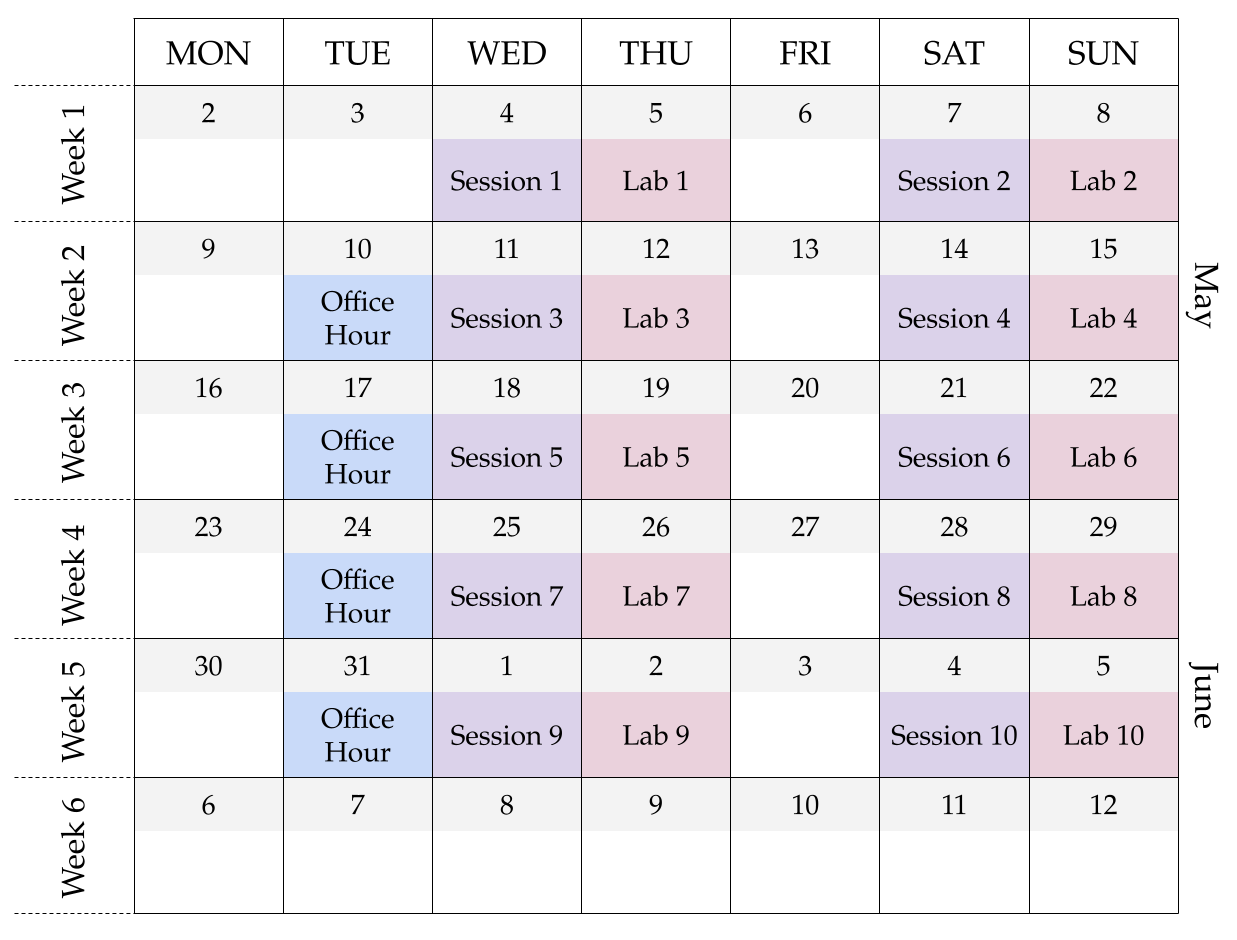 MON TUE WED THU FRI SAT SUN
Week 1
2 3 4 5 6 7 8
Session 1 Lab 1 Session 2 Lab 2
Week 2
9 10 11 12 13 14 15
Office
Hour
Session 3 Lab 3 Session 4 Lab 4
May
Week 3
16 17 18 19 20 21 22
Office
Hour
Session 5 Lab 5 Session 6 Lab 6
Week 4
23 24 25 26 27 28 29
Office
Hour
Session 7 Lab 7 Session 8 Lab 8
Week 5
30 31 1 2 3 4 5
Office
Hour
Session 9 Lab 9 Session 10 Lab 10
June
Week 6
6 7 8 9 10 11 12